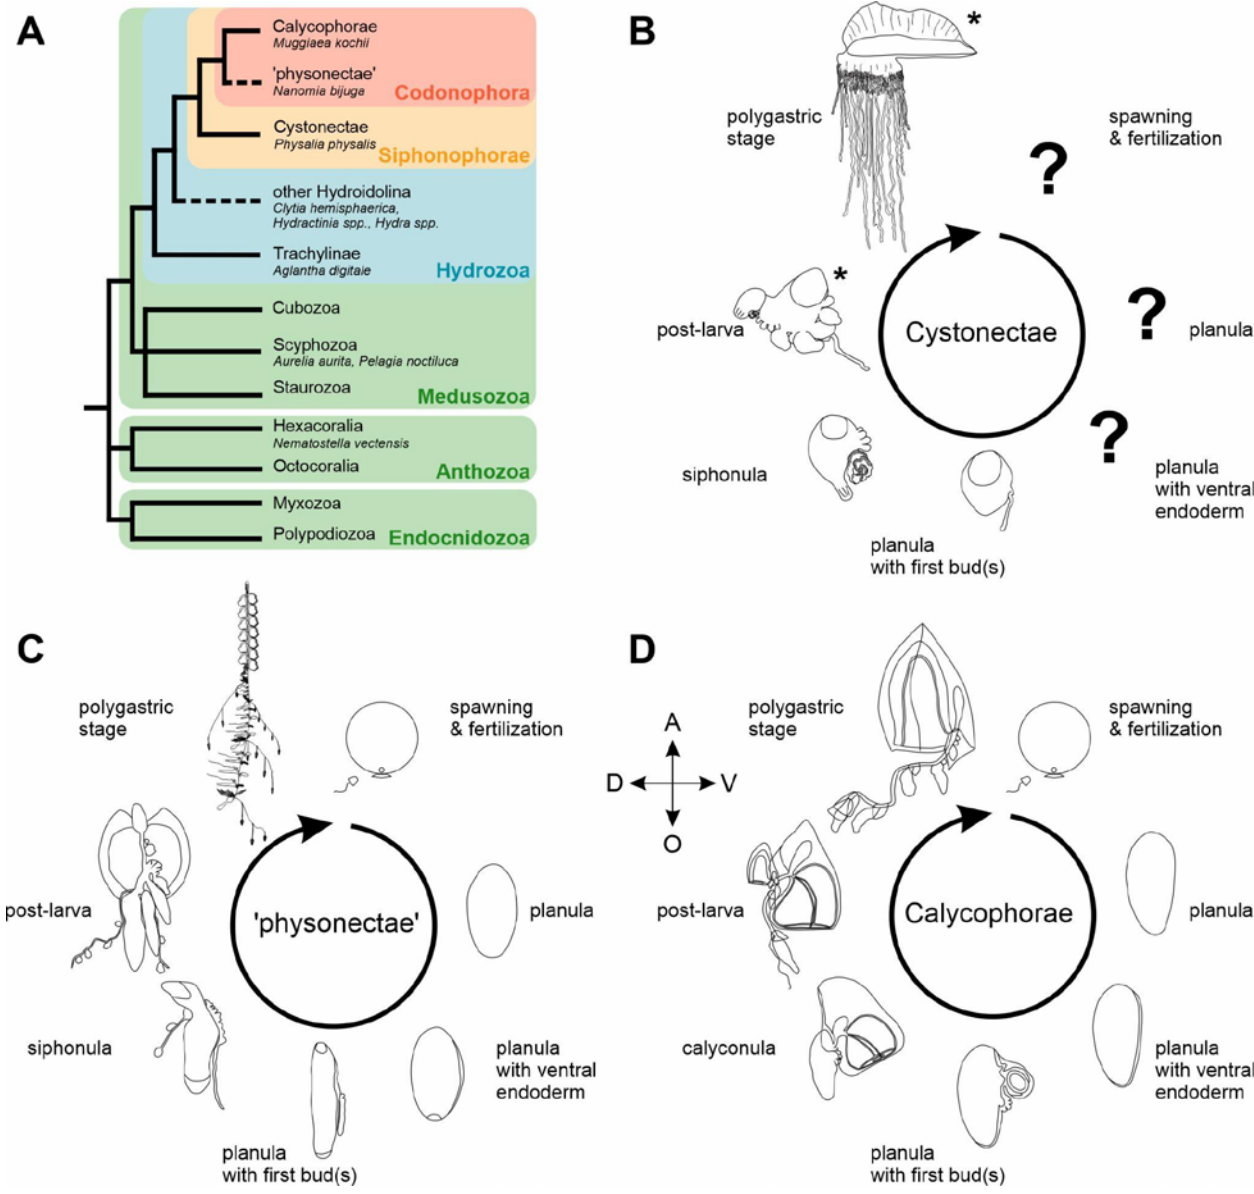 A
Calycophorae
Muggiaea kochii
'physonectae'
Nanomia bijuga
Codonophora
Cystonectae
Physalia physalis
Siphonophorae
other Hydroidolina
Clytia hemisphaerica,
Hydractinia spp., Hydra spp.
Trachylinae
Aglantha digitale
Hydrozoa
Cubozoa
Scyphozoa
Aurelia aurita, Pelagia noctiluca
Staurozoa
Medusozoa
Hexacoralia
Nematostella vectensis
Octocoralia
Anthozoa
Myxozoa
Polypodiozoa
Endocnidozoa
B
*
polygastric
stage
spawning
& fertilization
?
*
post-larva
Cystonectae
?
planula
?
siphonula
planula
with ventral
endoderm
planula
with first bud(s)
C
polygastric
stage
spawning
& fertilization
post-larva
'physonectae'
planula
siphonula
planula
with ventral
endoderm
planula
with first bud(s)
D
polygastric
stage
spawning
& fertilization
A
D
V
O
post-larva
Calycophorae
planula
calyconula
planula
with ventral
endoderm
planula
with first bud(s)